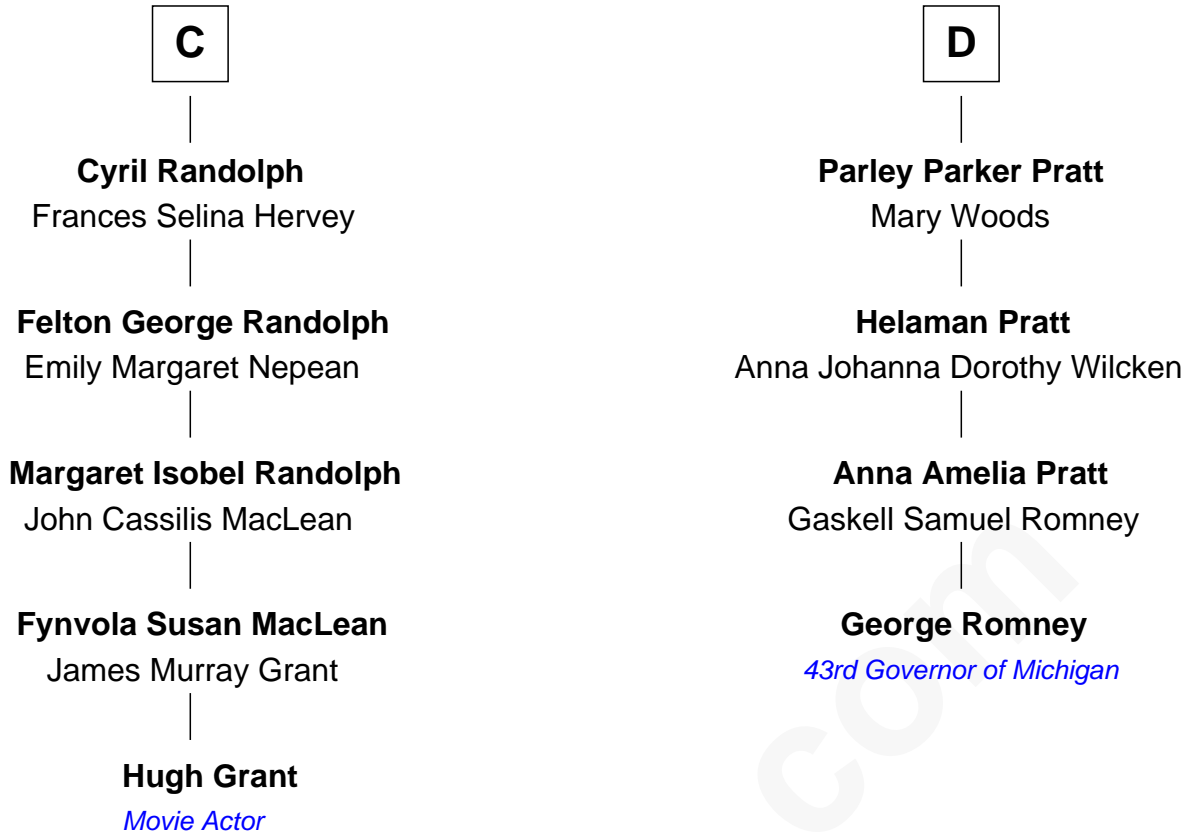 C
Cyril Randolph
Frances Selina Hervey
Felton George Randolph
Emily Margaret Nepean
Margaret Isobel Randolph
John Cassilis MacLean
Fynvola Susan MacLean
James Murray Grant
Hugh Grant
Movie Actor
D
Parley Parker Pratt
Mary Woods
Helaman Pratt
Anna Johanna Dorothy Wilcken
Anna Amelia Pratt
Gaskell Samuel Romney
George Romney
43rd Governor of Michigan
com